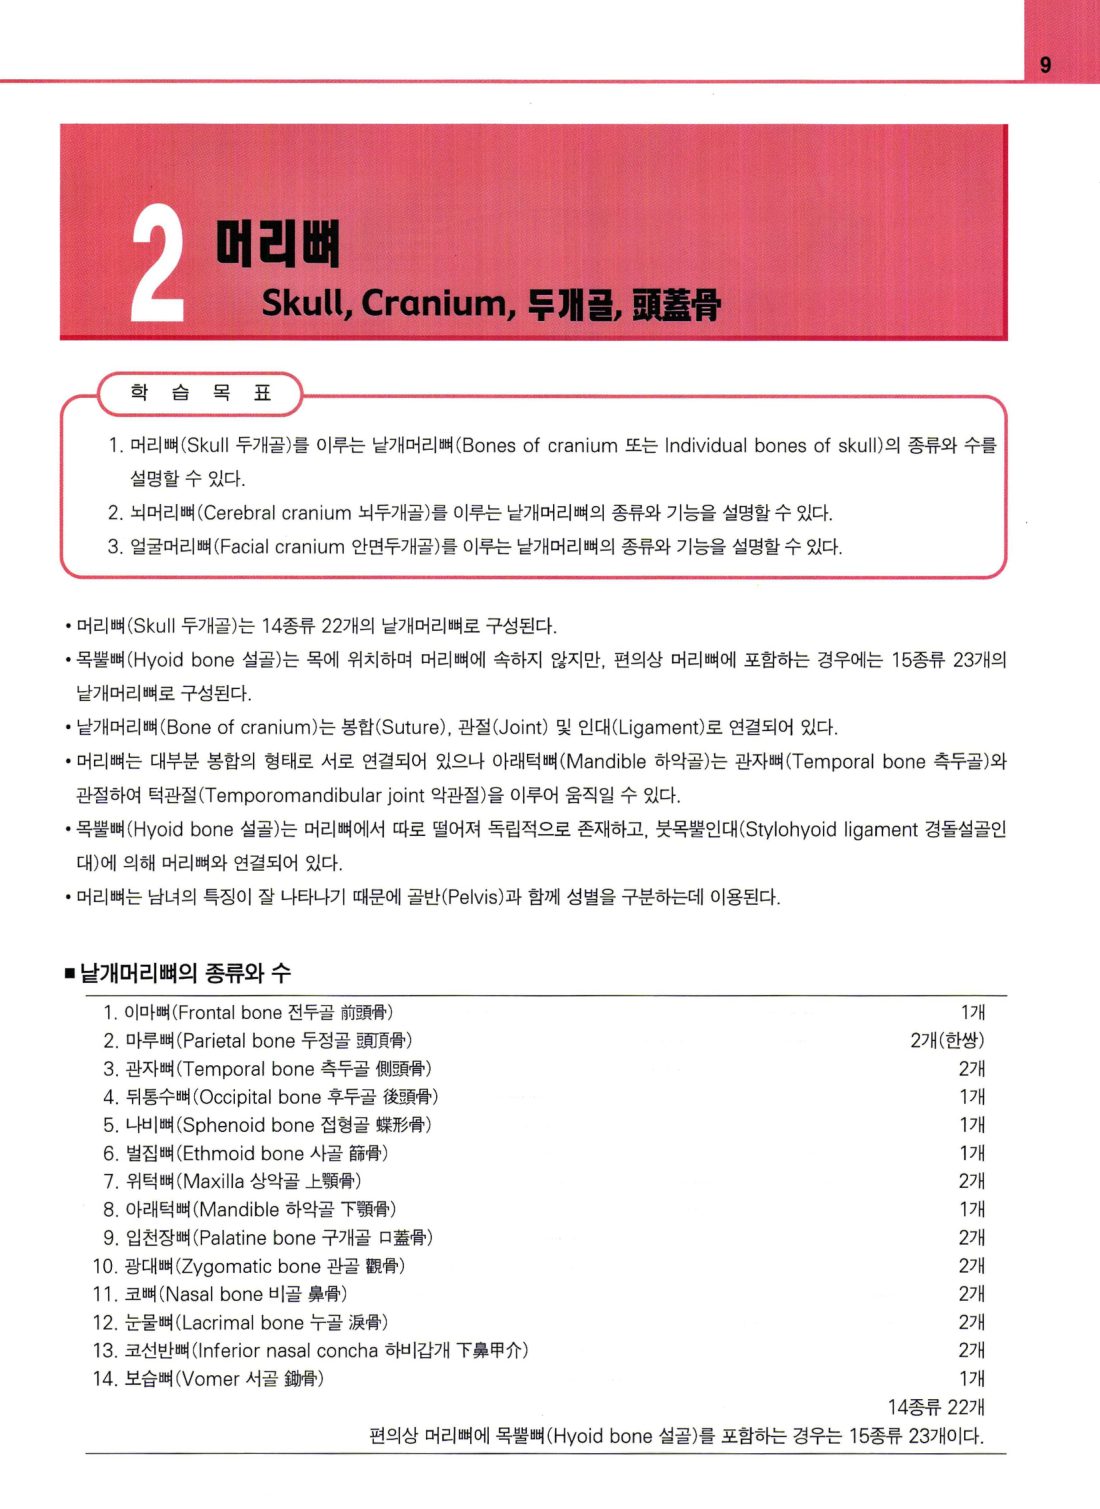 9
2
머리뼈
Skull, Cranium, 두개골, 頭蓋骨
학 습 목 표
1. 머리뼈(Skull 두개골)를 이루는 낱개머리뼈(Bones of cranium 또는 Individual bones of skull)의 종류와 수를
설명할 수 있다.
2. 뇌머리뼈(Cerebral cranium 뇌두개골)를 이루는 낱개머리뼈의 종류와 기능을 설명할 수 있다.
3. 얼굴머리뼈(Facial cranium 안면두개골)를 이루는 낱개머리뼈의 종류와 기능을 설명할 수 있다.
• 머리뼈(Skull 두개골)는 14종류 22개의 낱개머리뼈로 구성된다.
• 목뿔뼈(Hyoid bone 설골)는 목에 위치하며 머리뼈에 속하지 않지만, 편의상 머리뼈에 포함하는 경우에는 15종류 23개의
낱개머리뼈로 구성된다.
• 낱개머리뼈(Bone of cranium)는 봉합(Suture), 관절(Joint) 및 인대(Ligament)로 연결되어 있다.
• 머리뼈는 대부분 봉합의 형태로 서로 연결되어 있으나 아래턱뼈(Mandible 하악골)는 관자뼈(Temporal bone 측두골)와
관절하여 턱관절(Temporomandibular joint 악관절)을 이루어 움직일 수 있다.
• 목뿔뼈(Hyoid bone 설골)는 머리뼈에서 따로 떨어져 독립적으로 존재하고, 붓목뿔인대(Stylohyoid ligament 경돌설골인
대)에 의해 머리뼈와 연결되어 있다.
• 머리뼈는 남녀의 특징이 잘 나타나기 때문에 골반(Pelvis)과 함께 성별을 구분하는데 이용된다.
■ 낱개머리뼈의 종류와 수
1. 이마뼈(Frontal bone 전두골 前頭骨) 1개
2. 마루뼈(Parietal bone 두정골 頭頂骨) 2개(한쌍)
3. 관자뼈(Temporal bone 측두골 側頭骨) 2개
4. 뒤통수뼈(Occipital bone 후두골 後頭骨) 1개
5. 나비뼈(Sphenoid bone 접형골 蝶形骨) 1개
6. 벌집뼈(Ethmoid bone 사골 篩骨) 1개
7. 위턱뼈(Maxilla 상악골 上顎骨) 2개
8. 아래턱뼈(Mandible 하악골 下顎骨) 1개
9. 입천장뼈(Palatine bone 구개골 口蓋骨) 2개
10. 광대뼈(Zygomatic bone 관골 觀骨) 2개
11. 코뼈(Nasal bone 비골 鼻骨) 2개
12. 눈물뼈(Lacrimal bone 누골 淚骨) 2개
13. 코선반뼈(Inferior nasal concha 하비갑개 下鼻甲介) 2개
14. 보습뼈(Vomer 서골 鋤骨) 1개
14종류 22개
편의상 머리뼈에 목뿔뼈(Hyoid bone 설골)를 포함하는 경우는 15종류 23개이다.